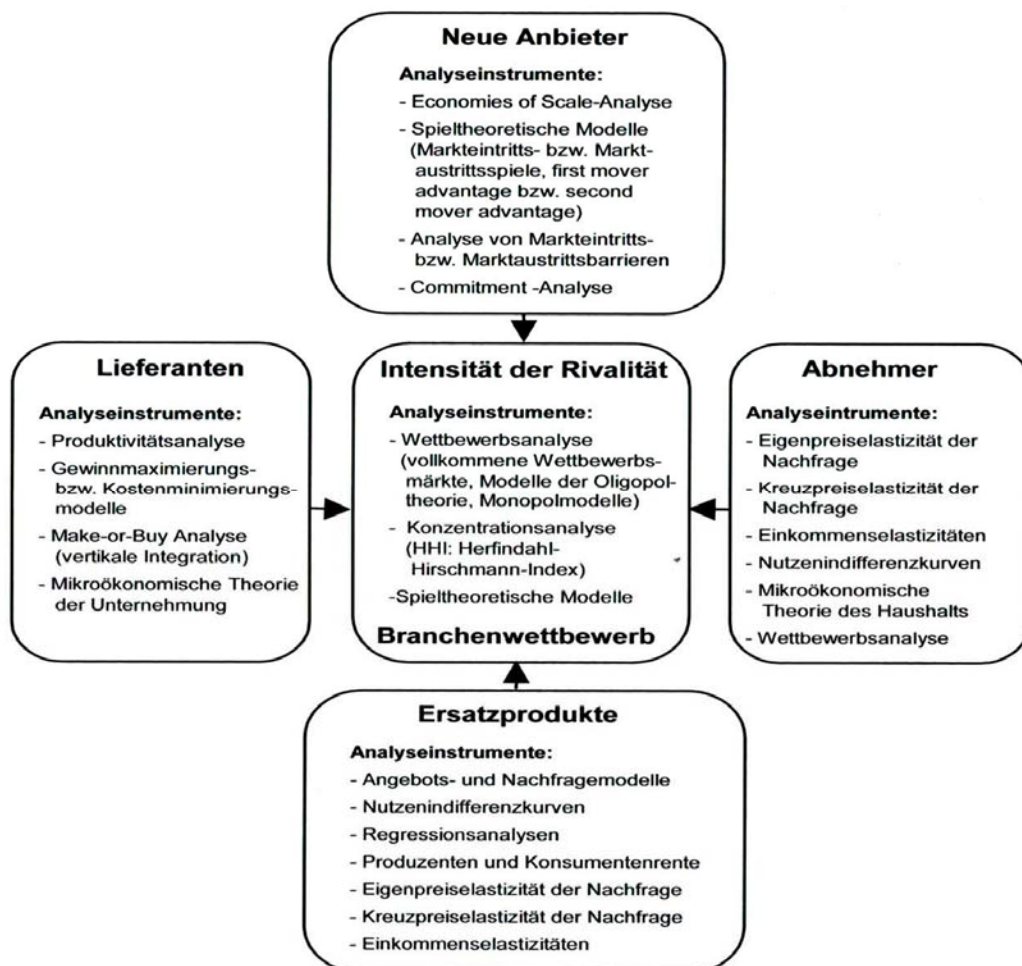 Neue Anbieter
Analyseinstrumente:
- Economies of Scale-Analyse
- Spieltheoretische Modelle
(Markteintritts- bzw. Markt-
austrittsspiele, first mover
advantage bzw. second
mover advantage)
- Analyse von Markteintritts-
bzw. Marktaustrittsbarrieren
- Commitment -Analyse
Lieferanten
Analyseinstrumente:
- Produktivitätsanalyse
- Gewinnmaximierungs-
bzw. Kostenminimierungs-
modelle
- Make-or-Buy Analyse
(vertikale Integration)
- Mikroökonomische Theorie
der Unternehmung
Intensität der Rivalität
Analyseinstrumente:
- Wettbewerbsanalyse
(vollkommene Wettbewerbs-
märkte, Modelle der Oligopol-
theorie, Monopolmodelle)
- Konzentrationsanalyse
(HHI: Herfindahl-
Hirschmann-Index)
-Spieltheoretische Modelle
Branchenwettbewerb
Abnehmer
Analyseintrumente:
- Eigenpreiselastizität der
Nachfrage
- Kreuzpreiselastizität der
Nachfrage
- Einkommenselastizitäten
- Nutzenindifferenzkurven
- Mikroökonomische
Theorie des Haushalts
- Wettbewerbsanalyse
Ersatzprodukte
Analyseinstrumente:
- Angebots- und Nachfragemodelle
- Nutzenindifferenzkurven
- Regressionsanalysen
- Produzenten und Konsumentenrente
- Eigenpreiselastizität der Nachfrage
- Kreuzpreiselastizität der Nachfrage
- Einkommenselastizitäten